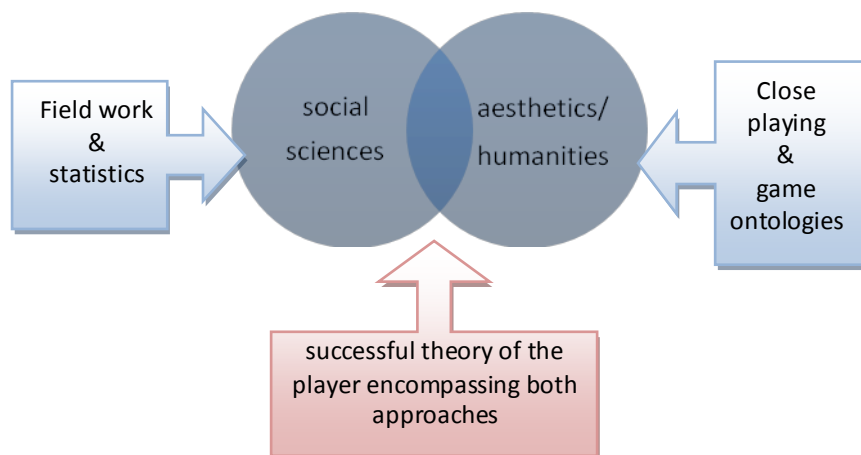 Field work
&
statistics
social
sciences
aesthetics/
humanities
Close
playing
&
game
ontologies
successful theory of the
player encompassing both
approaches